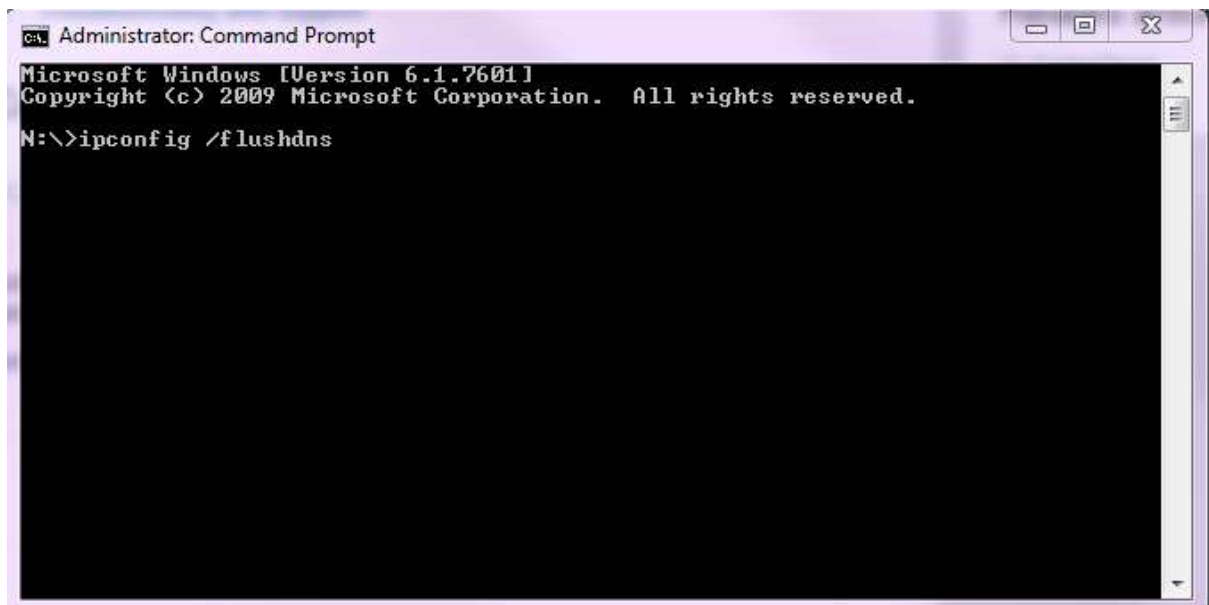 Administrator: Command Prompt
Microsoft Windows [Version 6.1.7601]
Copyright (c) 2009 Microsoft Corporation.  All rights reserved.
N:\>ipconfig /flushdns